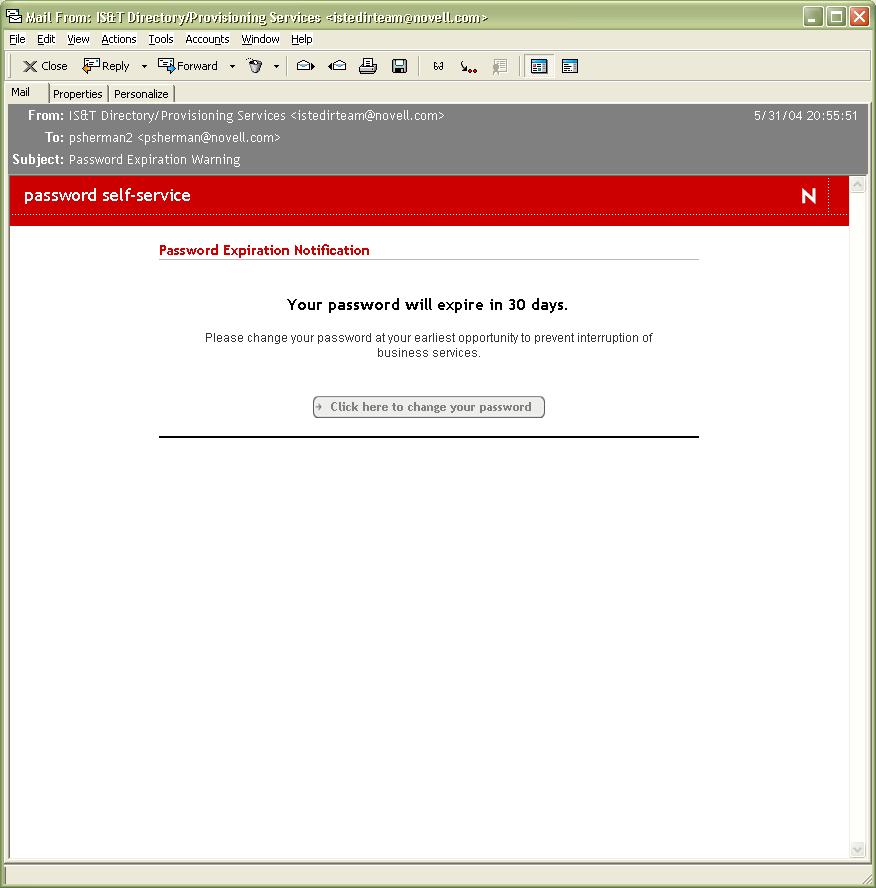 Mail From: IS&T Directory/Provisioning Services <istedirteam@novell.com>
File Edit View Actions Tools Accounts Window Help
Close Reply Forward
Mail Properties Personalize
From: IS&T Directory/Provisioning Services <istedirteam@novell.com> 5/31/04 20:55:51
To: psherman2 <psherman@novell.com>
Subject: Password Expiration Warning
password self-service N
Password Expiration Notification
Your password will expire in 30 days.
Please change your password at your earliest opportunity to prevent interruption of
business services.
Click here to change your password